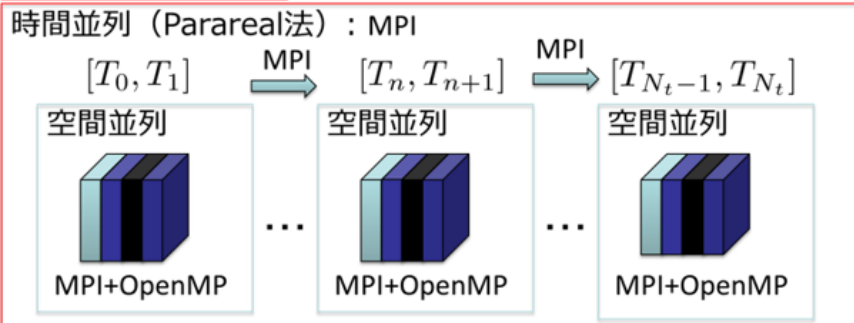 時間並列（Parareal法）: MPI
[T_0, T_1] MPI [T_n, T_{n+1}] MPI [T_{N_t-1}, T_{N_t}]
空間並列 空間並列 空間並列
... ...
MPI+OpenMP MPI+OpenMP MPI+OpenMP